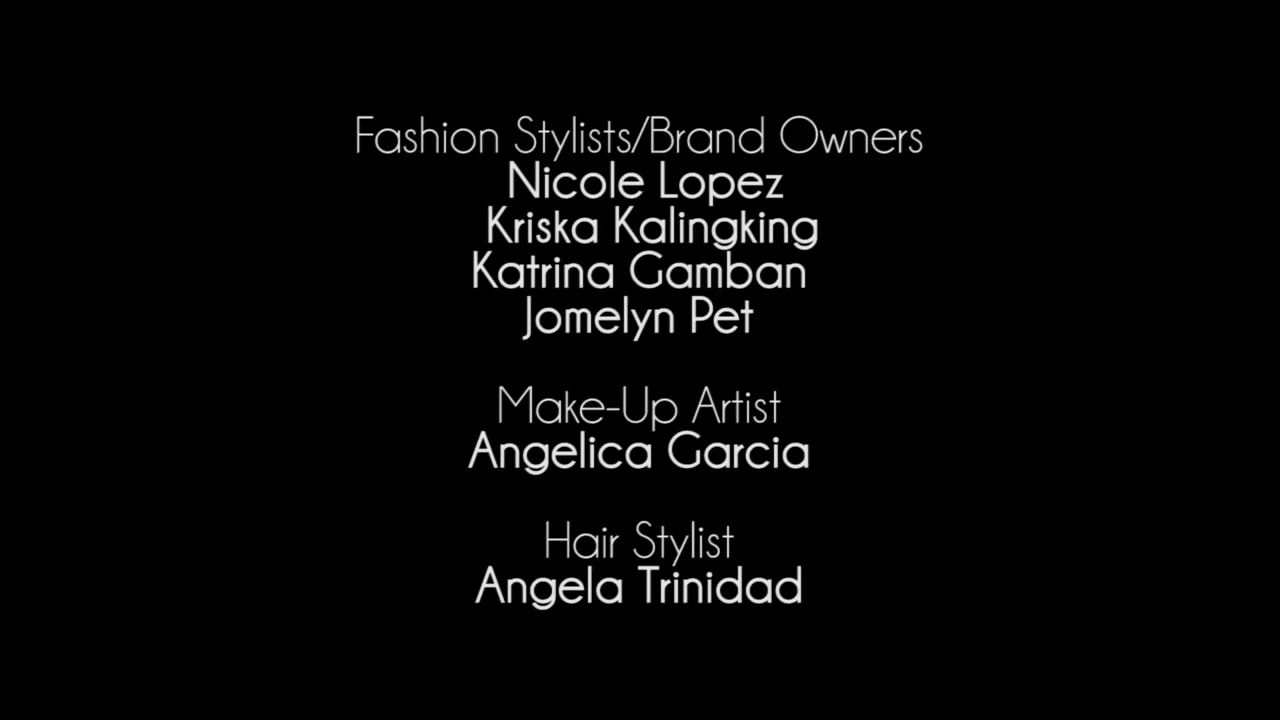 Fashion Stylists/Brand Owners
Nicole Lopez
Kriska Kalingking
Katrina Gamban
Jomelyn Pet
Make-Up Artist
Angelica Garcia
Hair Stylist
Angela Trinidad